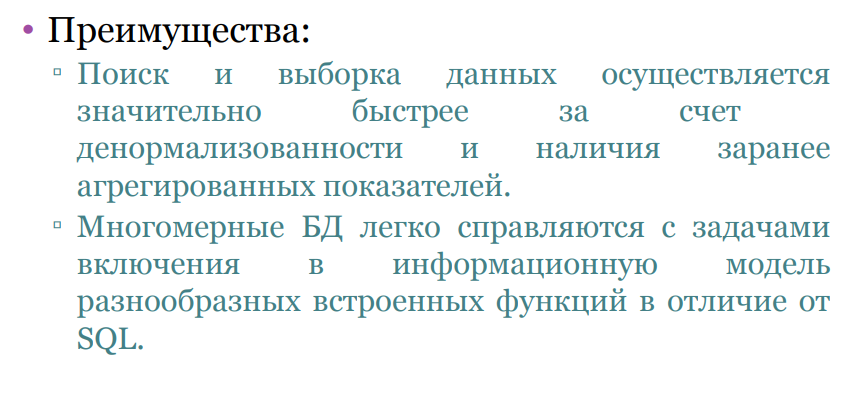 • Преимущества:
▫ Поиск и выборка данных осуществляется
значительно быстрее за счет
денормализованности и наличия заранее
агрегированных показателей.
▫ Многомерные БД легко справляются с задачами
включения в информационную модель
разнообразных встроенных функций в отличие от
SQL.